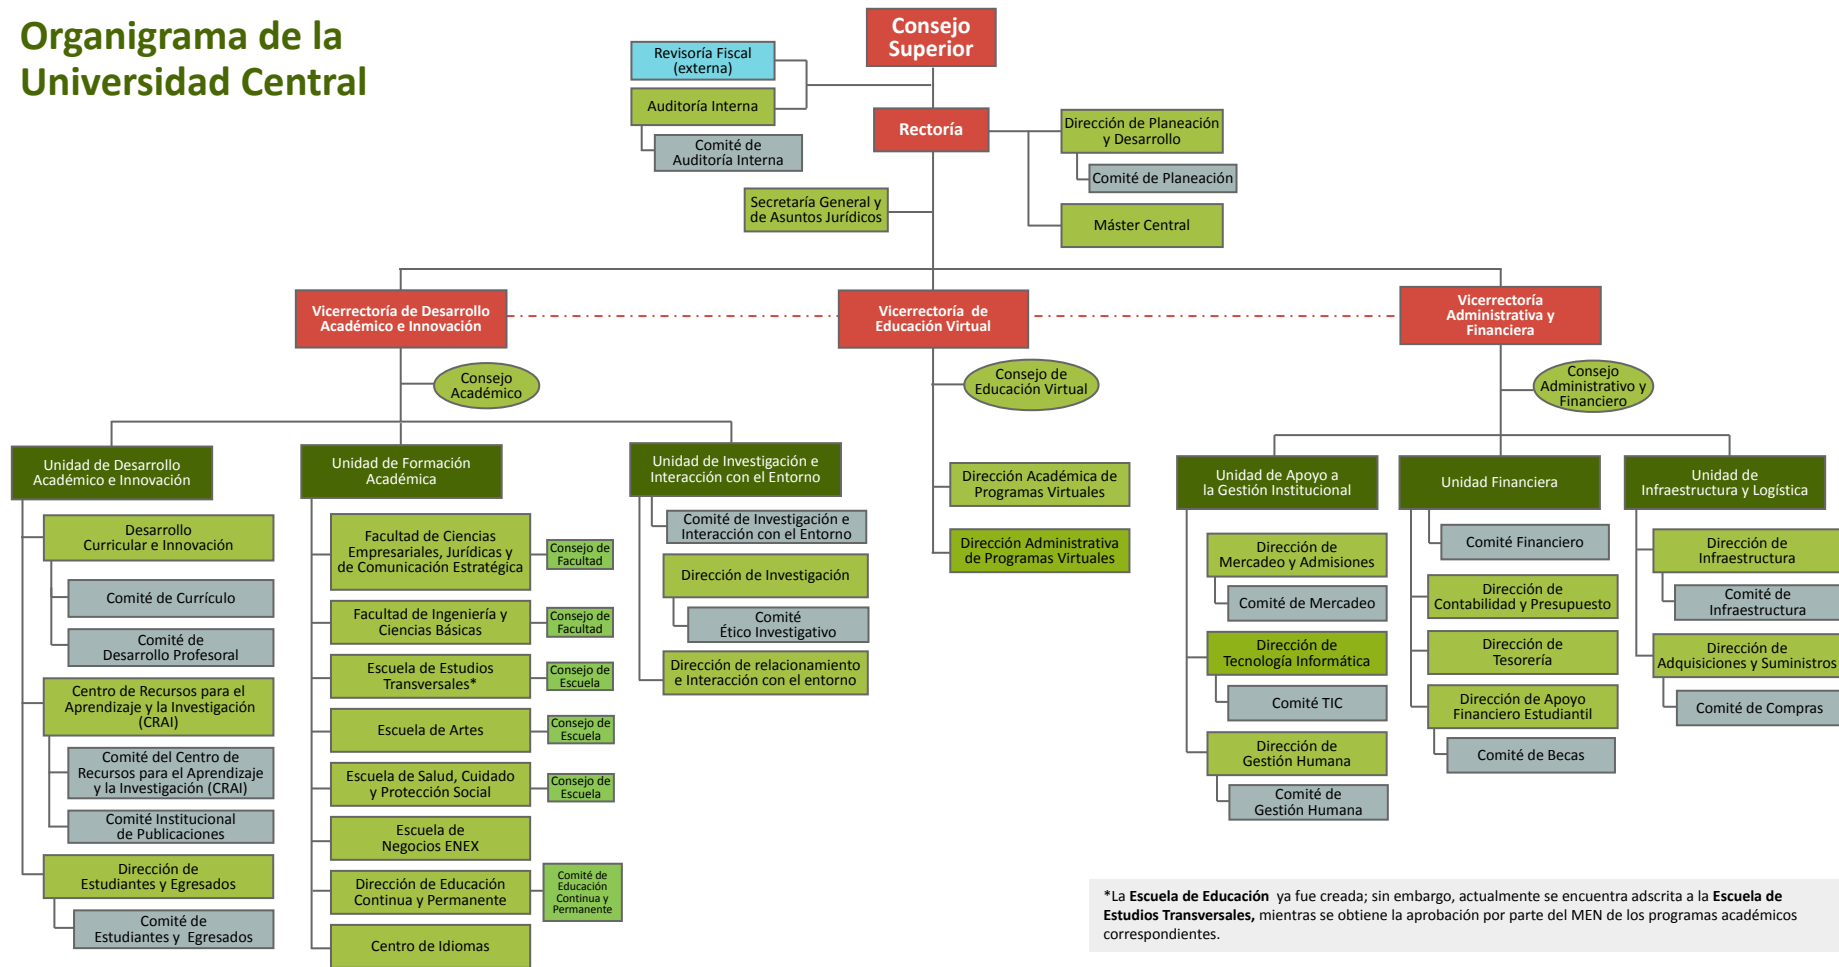 Organigrama de la
Universidad Central
Consejo
Superior
Revisoría Fiscal
(externa)
Auditoría Interna
Comité de
Auditoría Interna
Rectoría
Dirección de Planeación
y Desarrollo
Comité de Planeación
Máster Central
Secretaría General y
de Asuntos Jurídicos
Vicerrectoría de Desarrollo
Académico e Innovación
Vicerrectoría de
Educación Virtual
Vicerrectoría
Administrativa y
Financiera
Consejo
Académico
Consejo de
Educación Virtual
Consejo
Administrativo y
Financiero
Unidad de Desarrollo
Académico e Innovación
Desarrollo
Curricular e Innovación
Comité de Currículo
Comité de
Desarrollo Profesoral
Centro de Recursos para el
Aprendizaje y la Investigación
(CRAI)
Comité del Centro de
Recursos para el Aprendizaje
y la Investigación (CRAI)
Comité Institucional
de Publicaciones
Dirección de
Estudiantes y Egresados
Comité de
Estudiantes y Egresados
Unidad de Formación
Académica
Facultad de Ciencias
Empresariales, Jurídicas y
de Comunicación Estratégica
Consejo de
Facultad
Facultad de Ingeniería y
Ciencias Básicas
Consejo de
Facultad
Escuela de Estudios
Transversales*
Consejo de
Escuela
Escuela de Artes
Consejo de
Escuela
Escuela de Salud, Cuidado
y Protección Social
Consejo de
Escuela
Escuela de
Negocios ENEX
Dirección de Educación
Continua y Permanente
Comité de
Educación
Continua y
Permanente
Centro de Idiomas
Unidad de Investigación e
Interacción con el Entorno
Comité de Investigación e
Interacción con el Entorno
Dirección de Investigación
Comité
Ético Investigativo
Dirección de relacionamiento
e Interacción con el entorno
Dirección Académica de
Programas Virtuales
Dirección Administrativa
de Programas Virtuales
Unidad de Apoyo a
la Gestión Institucional
Dirección de
Mercadeo y Admisiones
Comité de Mercadeo
Dirección de
Tecnología Informática
Comité TIC
Dirección de
Gestión Humana
Comité de
Gestión Humana
Unidad Financiera
Comité Financiero
Dirección de
Contabilidad y Presupuesto
Dirección de
Tesorería
Dirección de Apoyo
Financiero Estudiantil
Comité de Becas
Unidad de
Infraestructura y Logística
Dirección de
Infraestructura
Comité de
Infraestructura
Dirección de
Adquisiciones y Suministros
Comité de Compras
*La Escuela de Educación ya fue creada; sin embargo, actualmente se encuentra adscrita a la Escuela de
Estudios Transversales, mientras se obtiene la aprobación por parte del MEN de los programas académicos
correspondientes.